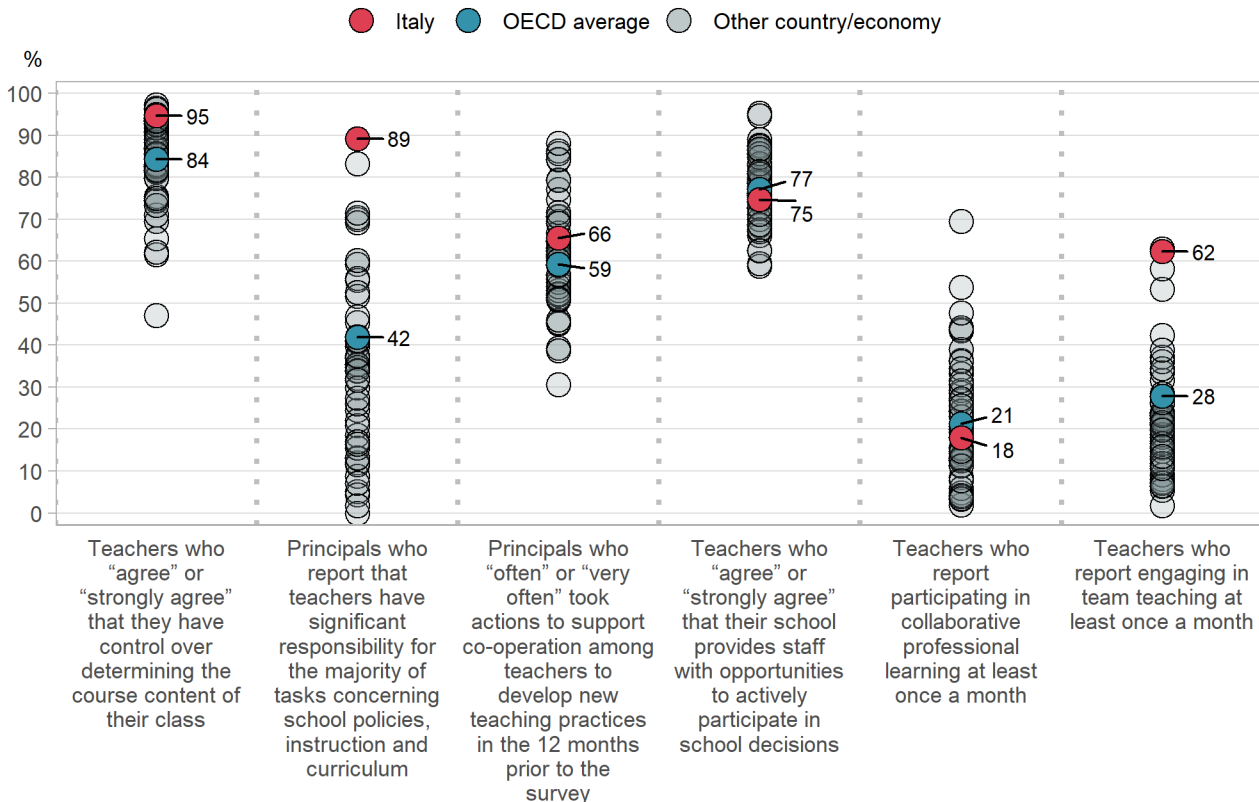 Italy OECD average Other country/economy
%
100
90
80
70
60
50
40
30
20
10
0
95
84
89
42
66
59
77
75
21
18
62
28
Teachers who
“agree” or
“strongly agree”
that they have
control over
determining the
course content of
their class
Principals who
report that
teachers have
significant
responsibility for
the majority of
tasks concerning
school policies,
instruction and
curriculum
Principals who
“often” or “very
often” took
actions to support
co-operation among
teachers to
develop new
teaching practices
in the 12 months
prior to the
survey
Teachers who
“agree” or
“strongly agree”
that their school
provides staff
with opportunities
to actively
participate in
school decisions
Teachers who
report
participating in
collaborative
professional
learning at least
once a month
Teachers who
report engaging in
team teaching at
least once a month